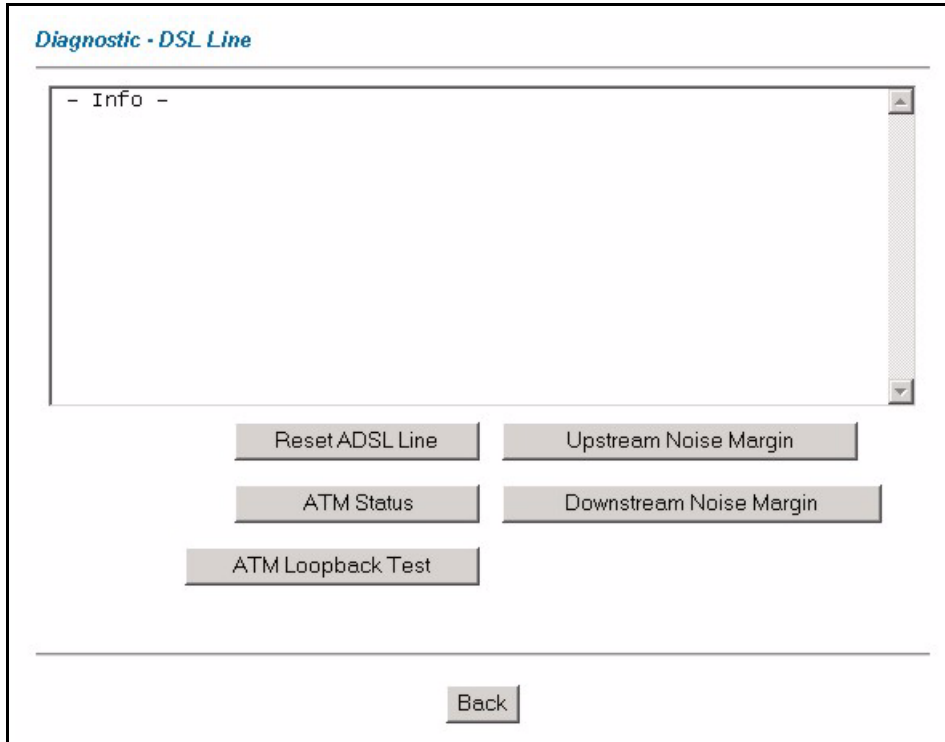 Diagnostic - DSL Line
- Info -
Reset ADSL Line
Upstream Noise Margin
ATM Status
Downstream Noise Margin
ATM Loopback Test
Back